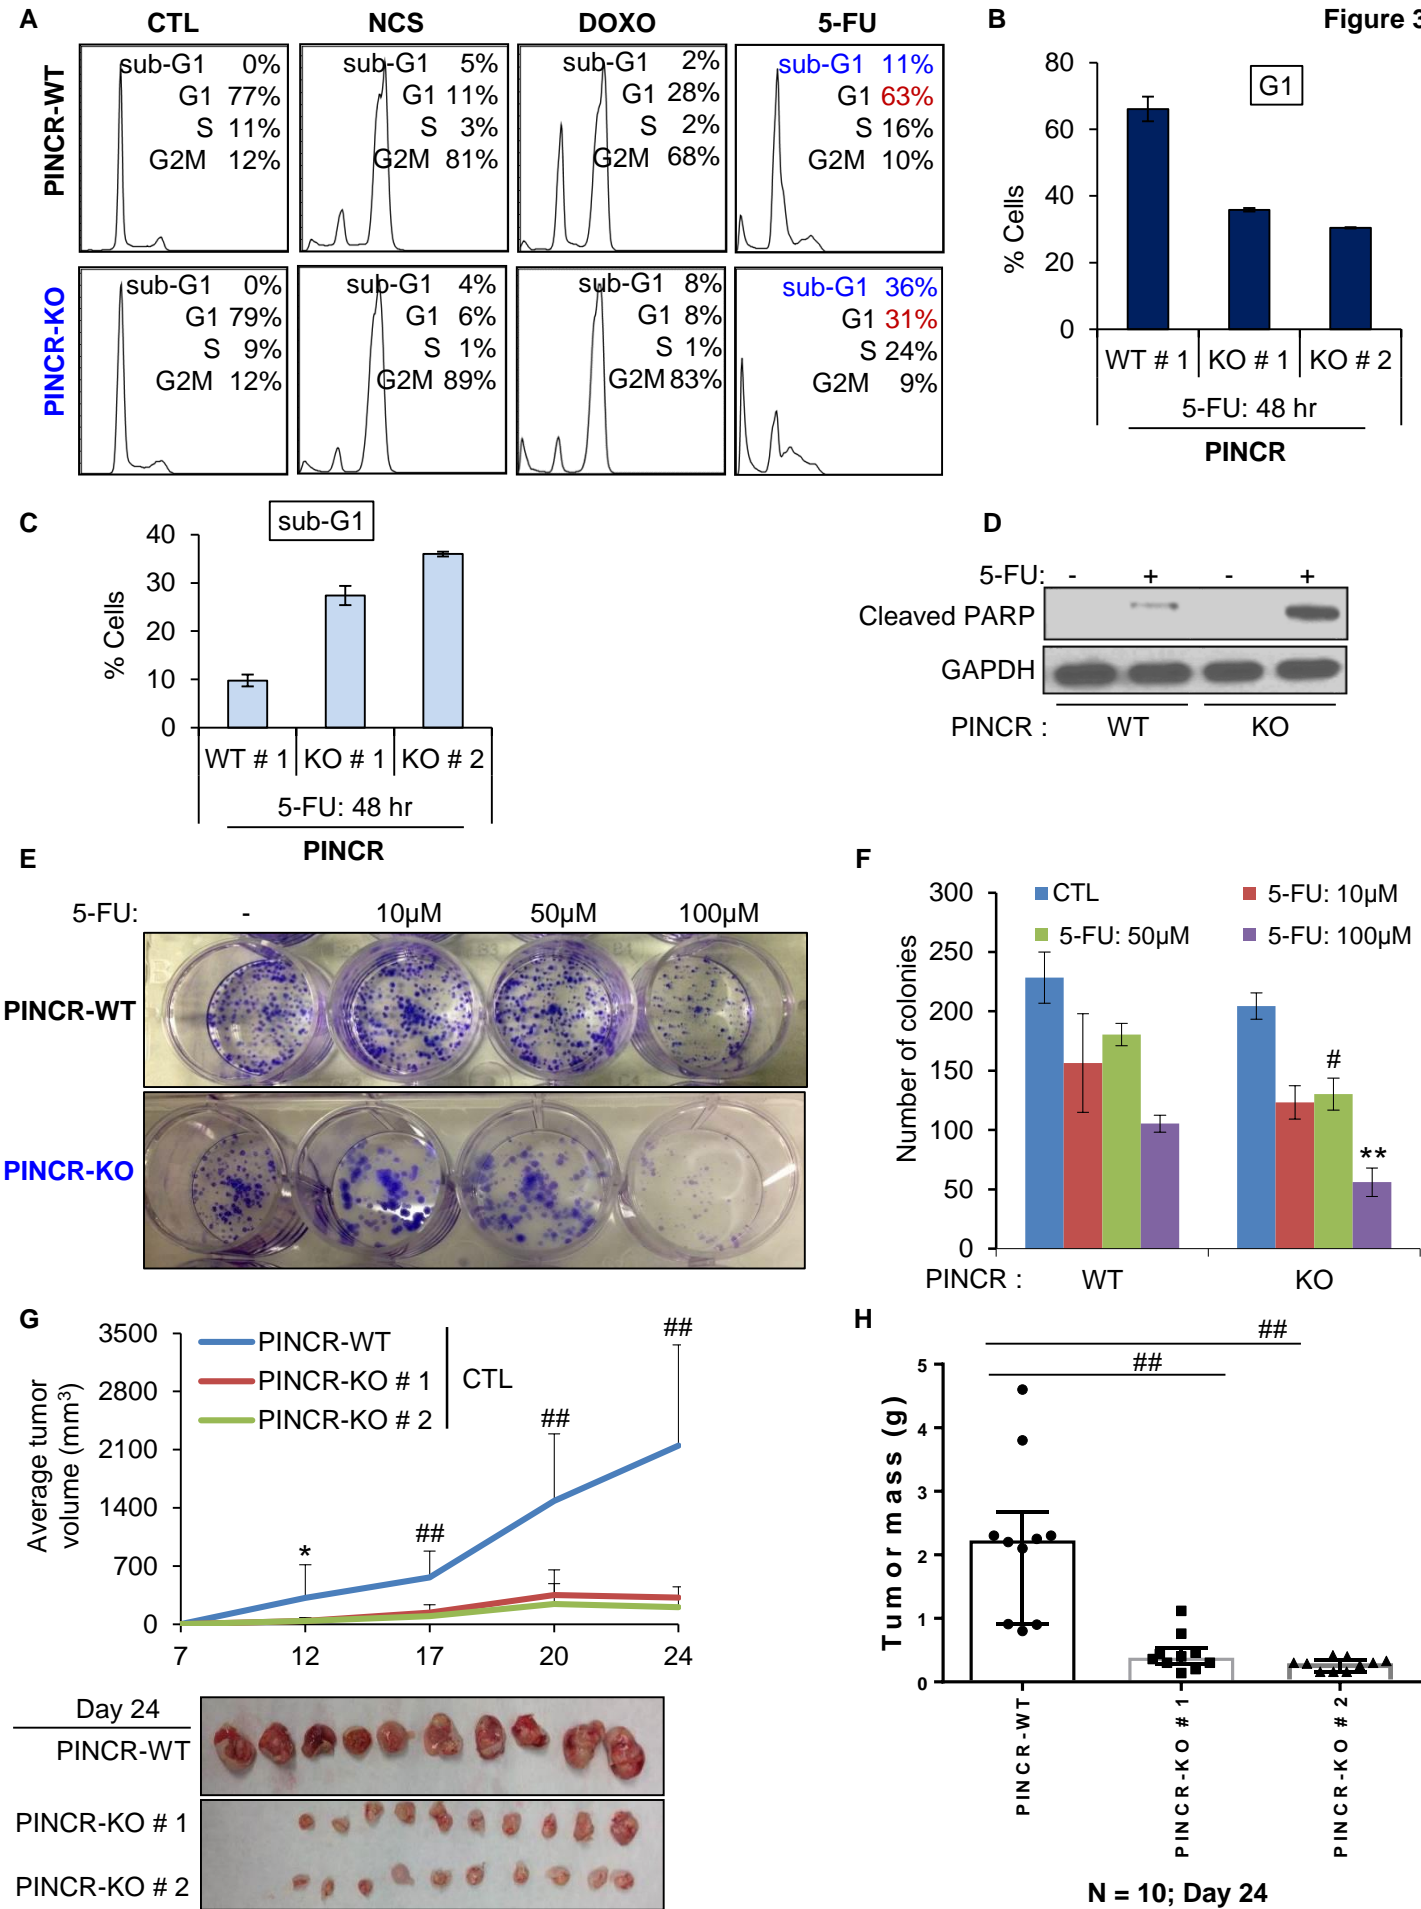 Figure 3
A
CTL NCS DOXO 5-FU
PINCR-WT
sub-G1 0%
G1 77%
S 11%
G2M 12%
sub-G1 5%
G1 11%
S 3%
G2M 81%
sub-G1 2%
G1 28%
S 2%
G2M 68%
sub-G1 11%
G1 63%
S 16%
G2M 10%
PINCR-KO
sub-G1 0%
G1 79%
S 9%
G2M 12%
sub-G1 4%
G1 6%
S 1%
G2M 89%
sub-G1 8%
G1 8%
S 1%
G2M 83%
sub-G1 36%
G1 31%
S 24%
G2M 9%
B
G1
% Cells
80
60
40
20
0
WT # 1 KO # 1 KO # 2
5-FU: 48 hr
PINCR
C
sub-G1
% Cells
40
30
20
10
0
WT # 1 KO # 1 KO # 2
5-FU: 48 hr
PINCR
D
5-FU: - + - +
Cleaved PARP
GAPDH
PINCR : WT KO
E
5-FU: - 10µM 50µM 100µM
PINCR-WT
PINCR-KO
F
Number of colonies
300
250
200
150
100
50
0
CTL 5-FU: 10µM
5-FU: 50µM 5-FU: 100µM
#
**
PINCR : WT KO
G
Average tumor
volume (mm³)
3500
2800
2100
1400
700
0
PINCR-WT
PINCR-KO # 1
PINCR-KO # 2
CTL
* ## ## ##
7 12 17 20 24
Day 24
PINCR-WT
PINCR-KO # 1
PINCR-KO # 2
H
##
##
Tumor mass (g)
5
4
3
2
1
0
PINCR-WT
PINCR-KO # 1
PINCR-KO # 2
N = 10; Day 24